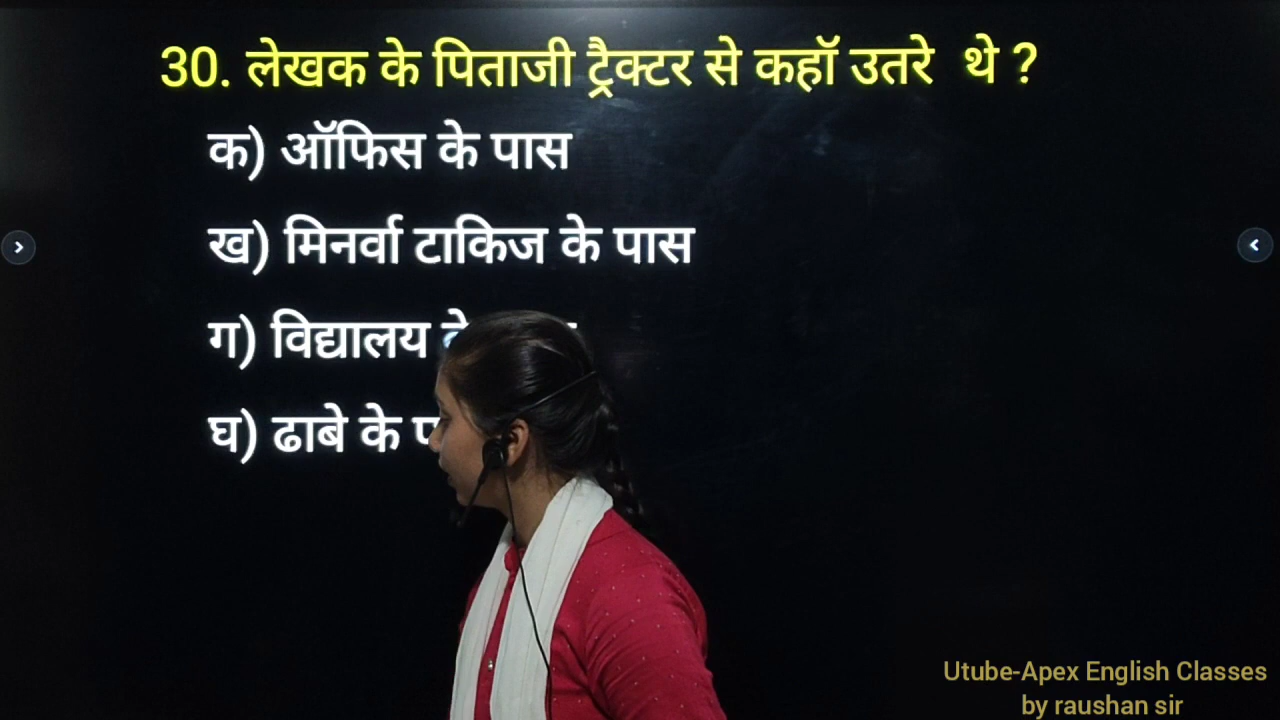 30. लेखक के पिताजी ट्रैक्टर से कहॉ उतरे थे ?
क) ऑफिस के पास
ख) मिनर्वा टाकिज के पास
ग) विद्यालय
घ) ढाबे के
Utube-Apex English Classes
by raushan sir